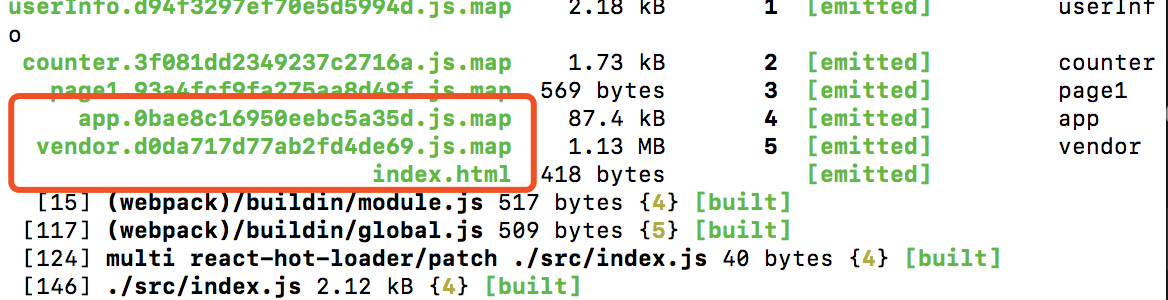 userInfo.d94f3297ef70e5d5994d.js.map 2.18 kB 1 [emitted] userInf
o
counter.3f081dd2349237c2716a.js.map 1.73 kB 2 [emitted] counter
page1.93a4fcf9fa275aa8d49f.js.map 569 bytes 3 [emitted] page1
app.0bae8c16950eebc5a35d.js.map 87.4 kB 4 [emitted] app
vendor.d0da717d77ab2fd4de69.js.map 1.13 MB 5 [emitted] vendor
index.html 418 bytes [emitted]
[15] (webpack)/buildin/module.js 517 bytes {4} [built]
[117] (webpack)/buildin/global.js 509 bytes {5} [built]
[124] multi react-hot-loader/patch ./src/index.js 40 bytes {4} [built]
[146] ./src/index.js 2.12 kB {4} [built]